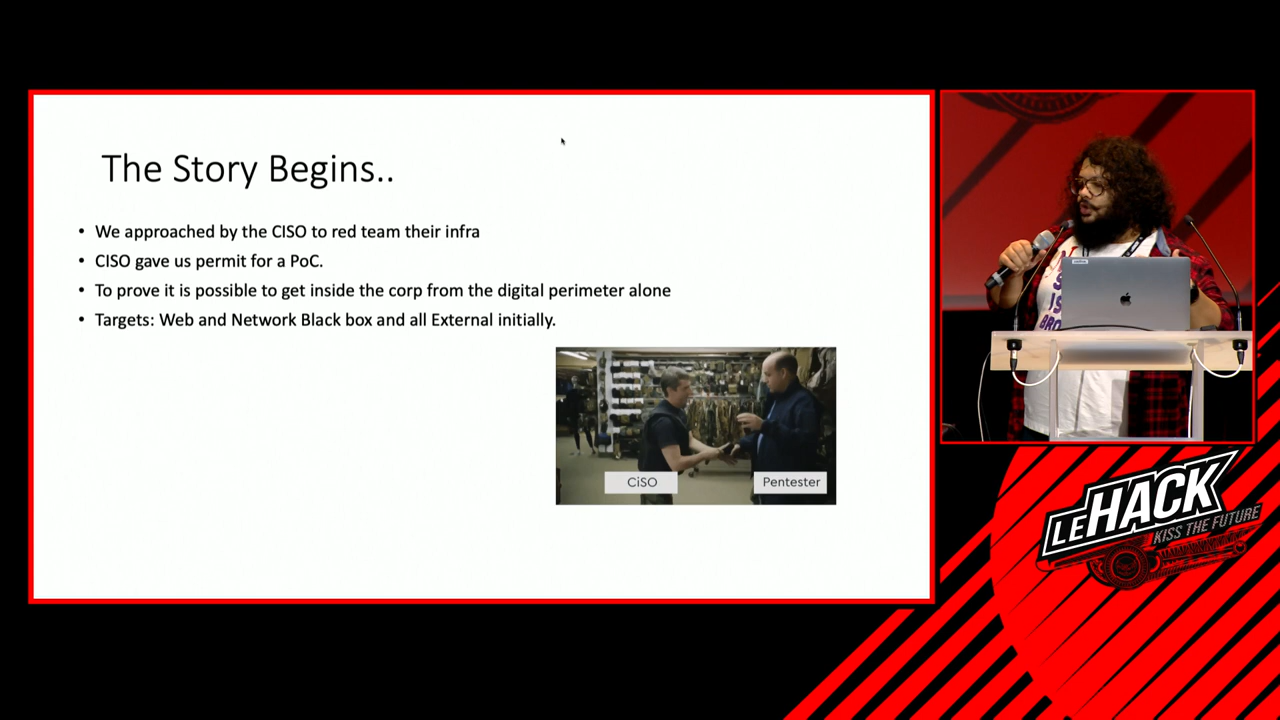 The Story Begins..
• We approached by the CISO to red team their infra
• CISO gave us permit for a PoC.
• To prove it is possible to get inside the corp from the digital perimeter alone
• Targets: Web and Network Black box and all External initially.
CiSO
Pentester
LEHACK
KISS THE FUTURE